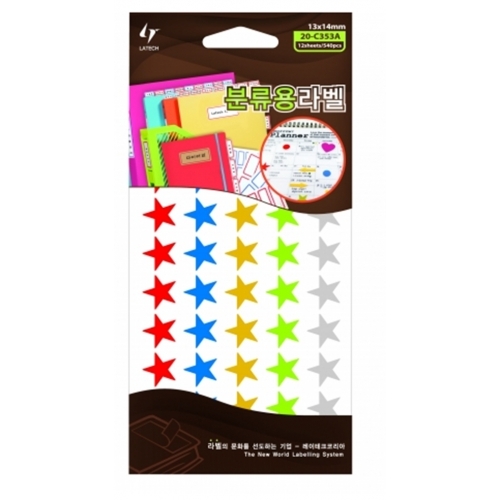 LATECH
13x14mm
20-C353A
12sheets/540pcs
분류용라벨
Planner
라벨의 문화를 선도하는 기업 - 레이테크코리아
The New World Labelling System